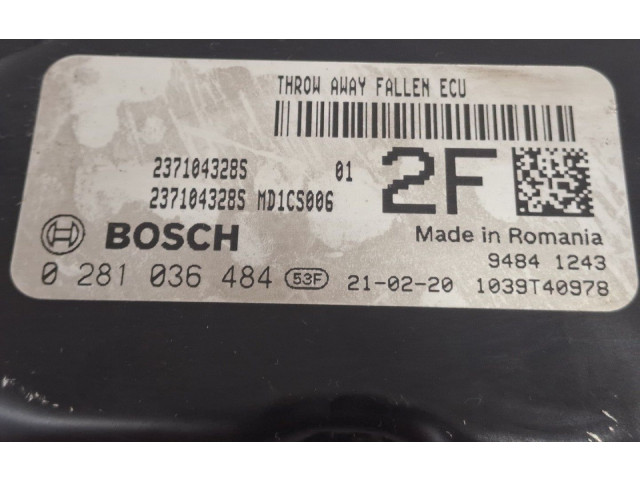 THROW AWAY FALLEN ECU
237104328S 01
237104328S MD1CS006
2F
BOSCH
Made in Romania
9484 1243
0 281 036 484 53F 21-02-20 1039T40978